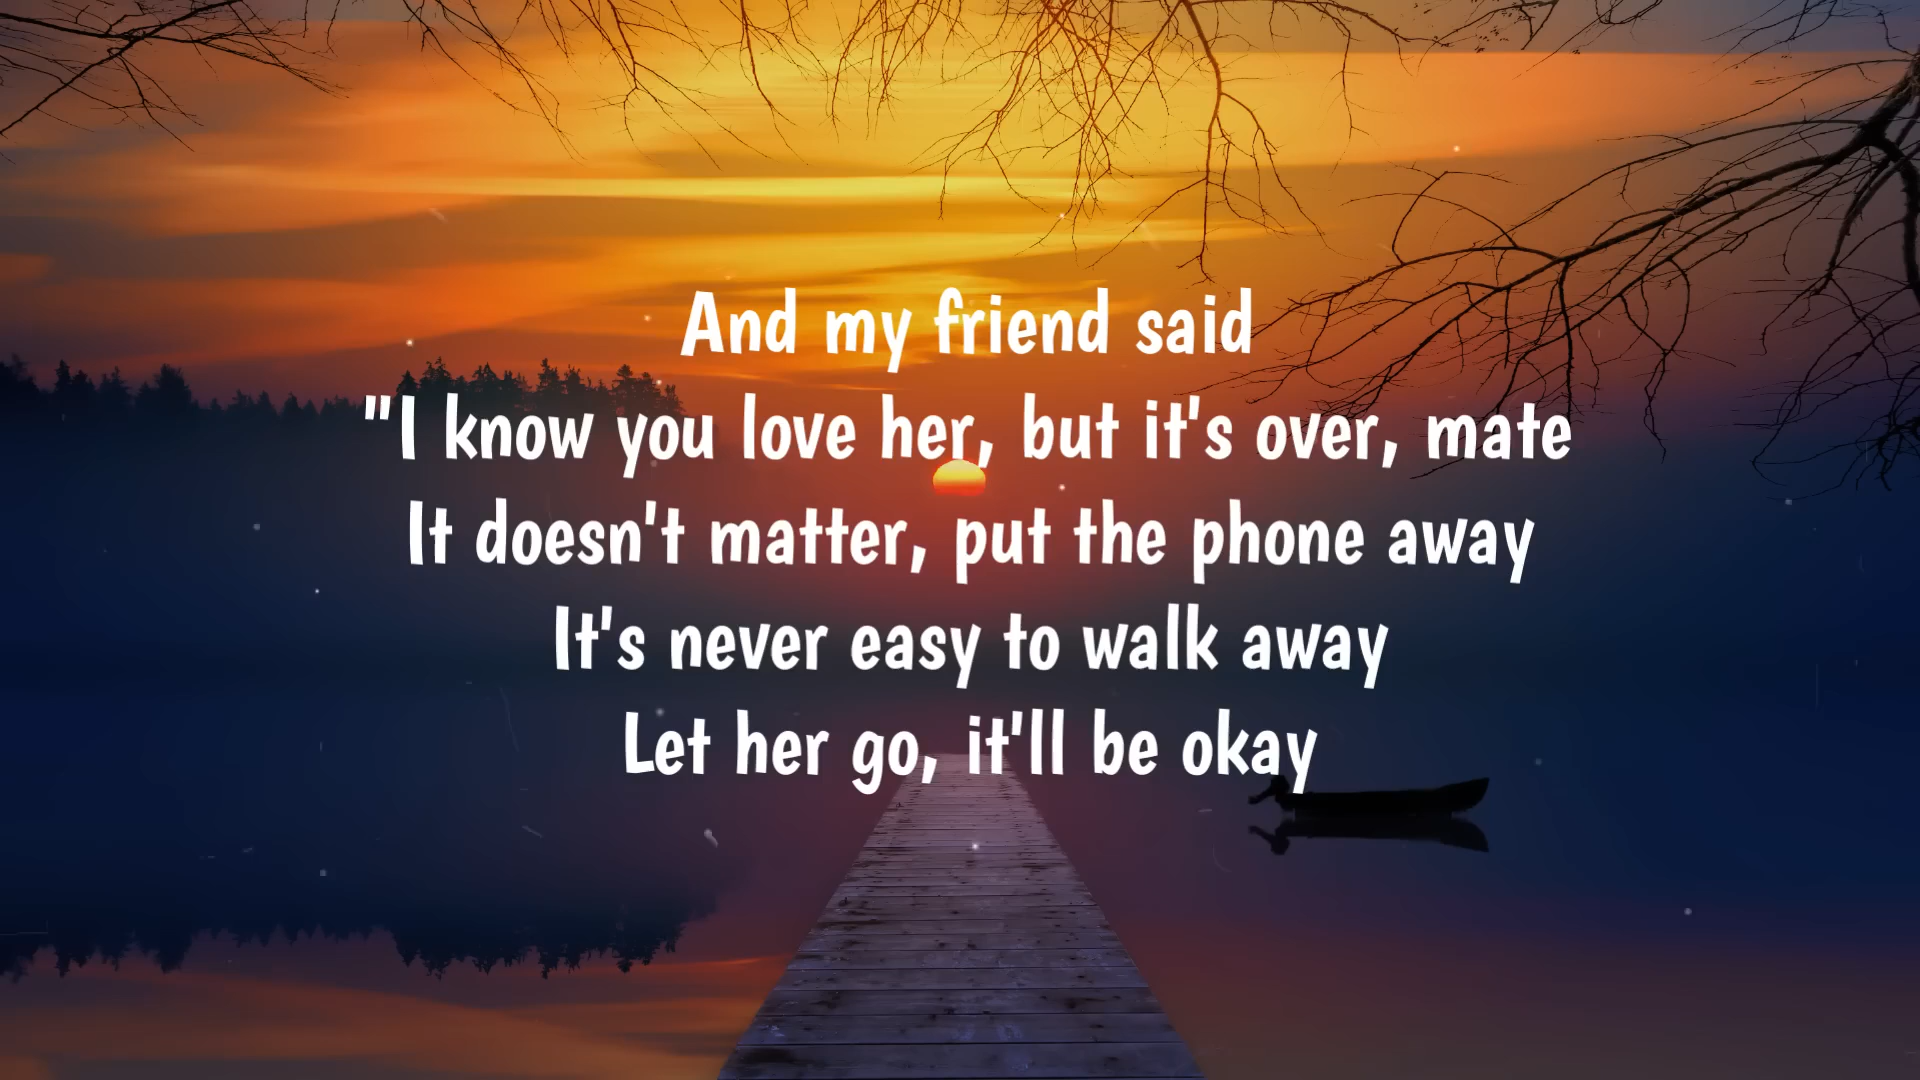 And my friend said
"I know you love her, but it's over, mate
It doesn't matter, put the phone away
It's never easy to walk away
Let her go, it'll be okay